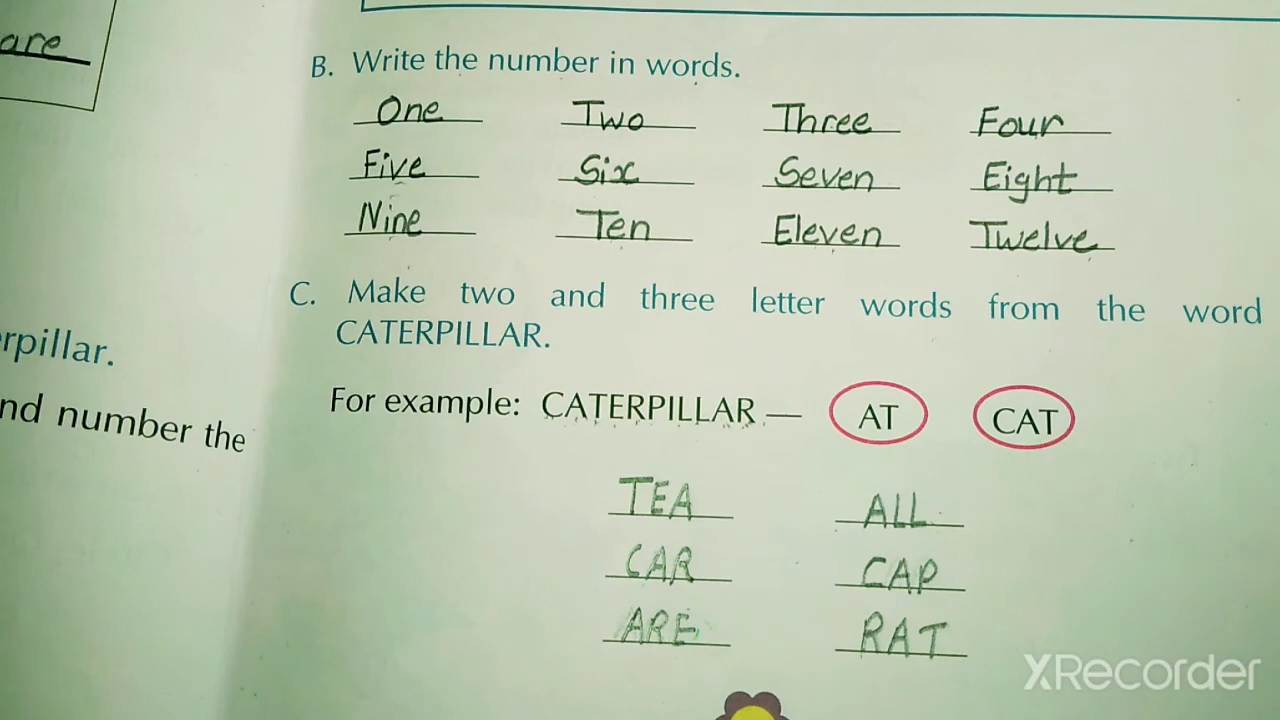 are
B. Write the number in words.
One Two Three Four
Five Six Seven Eight
Nine Ten Eleven Twelve
C. Make two and three letter words from the word
CATERPILLAR.
rpillar.
For example: CATERPILLAR — AT CAT
nd number the
TEA ALL
CAR CAP
ARE RAT
XRecorder